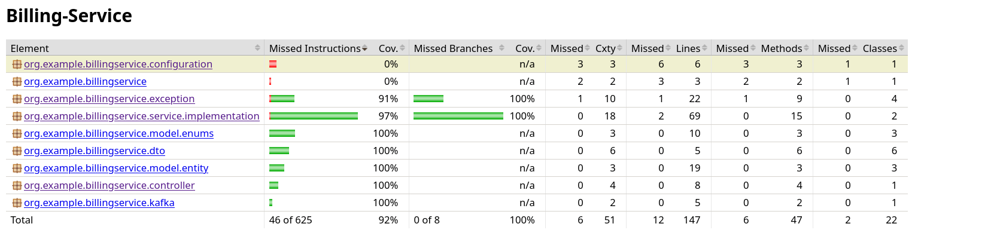 Billing-Service
Element Missed Instructions Cov. Missed Branches Cov. Missed Cxty Missed Lines Missed Methods Missed Classes
org.example.billingservice.configuration 0% n/a 3 3 6 6 3 3 1 1
org.example.billingservice 0% n/a 2 2 3 3 2 2 1 1
org.example.billingservice.exception 91% 100% 1 10 1 22 1 9 0 4
org.example.billingservice.service.implementation 97% 100% 0 18 2 69 0 15 0 2
org.example.billingservice.model.enums 100% n/a 0 3 0 10 0 3 0 3
org.example.billingservice.dto 100% n/a 0 6 0 5 0 6 0 6
org.example.billingservice.model.entity 100% n/a 0 3 0 19 0 3 0 3
org.example.billingservice.controller 100% n/a 0 4 0 8 0 4 0 1
org.example.billingservice.kafka 100% n/a 0 2 0 5 0 2 0 1
Total 46 of 625 92% 0 of 8 100% 6 51 12 147 6 47 2 22